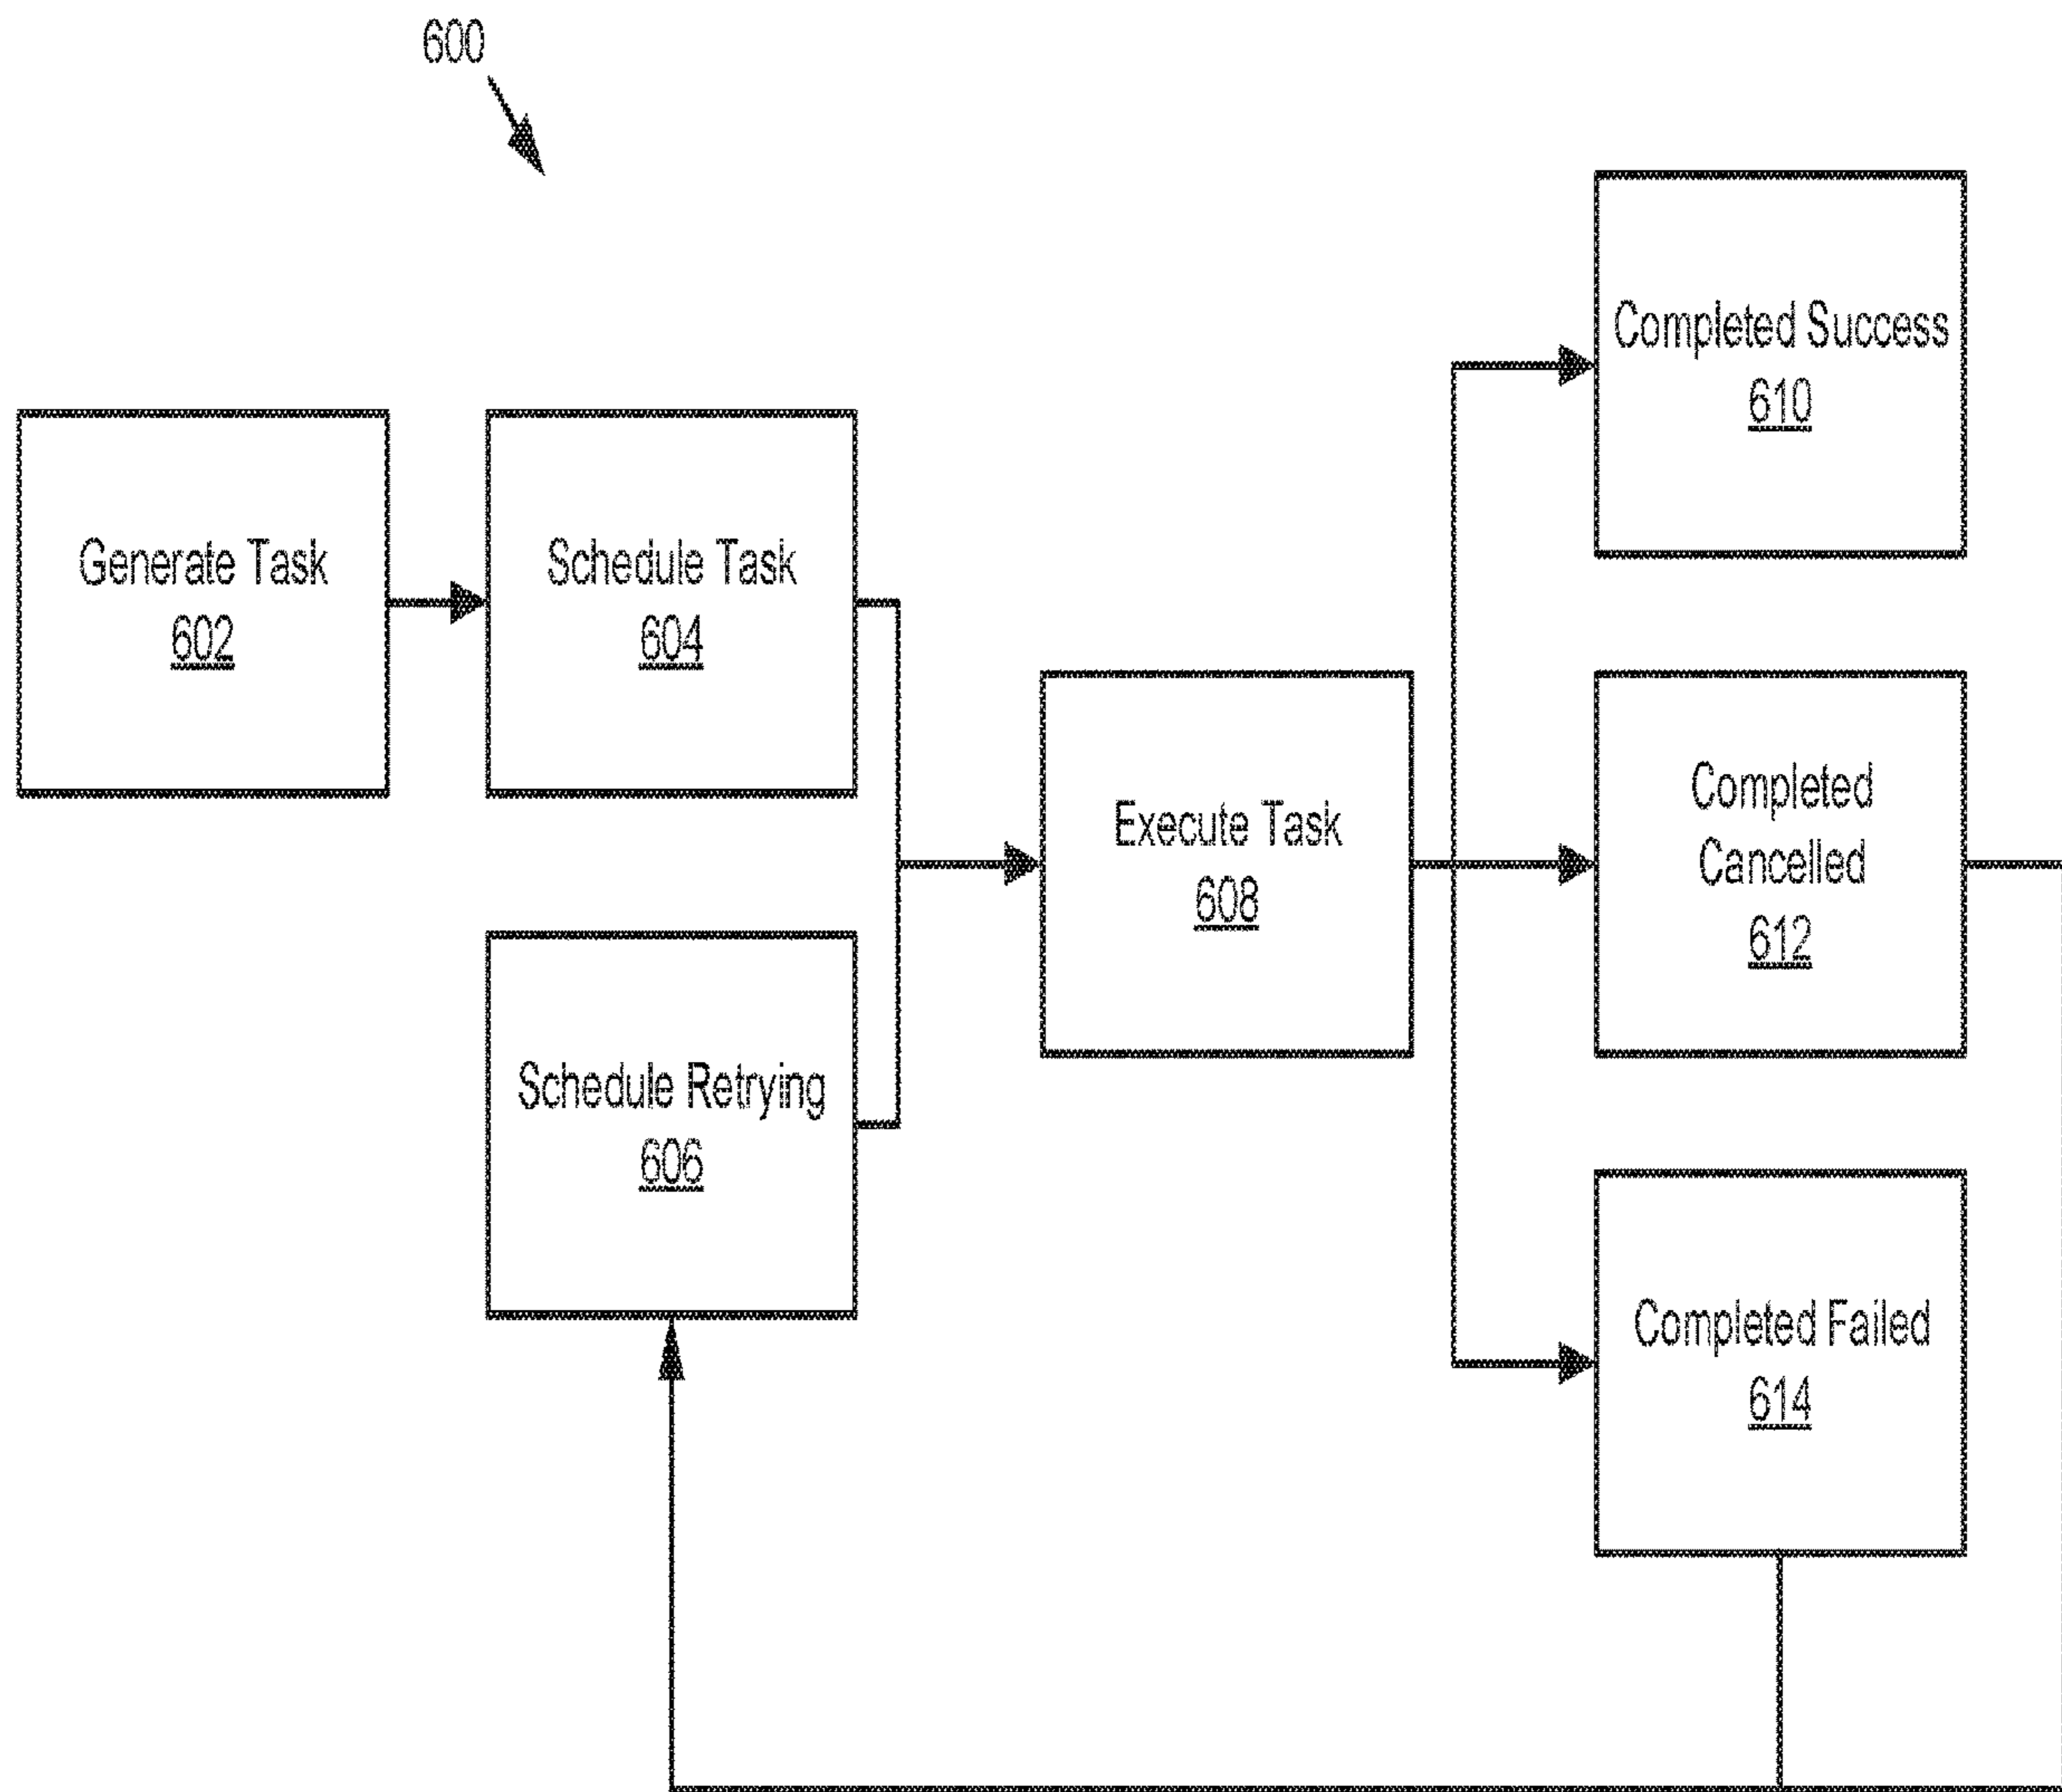 600
Generate Task
602
Schedule Task
604
Schedule Retrying
606
Execute Task
608
Completed Success
610
Completed
Cancelled
612
Completed Failed
614